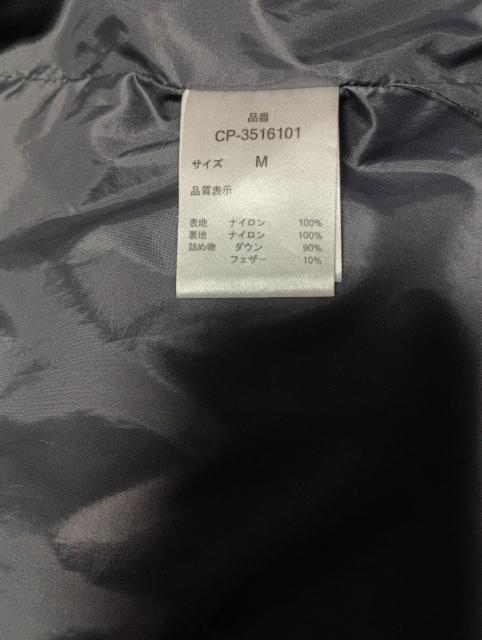 品番
CP-3516101
サイズ M
品質表示
表地 ナイロン 100%
裏地 ナイロン 100%
詰め物 ダウン 90%
フェザー 10%